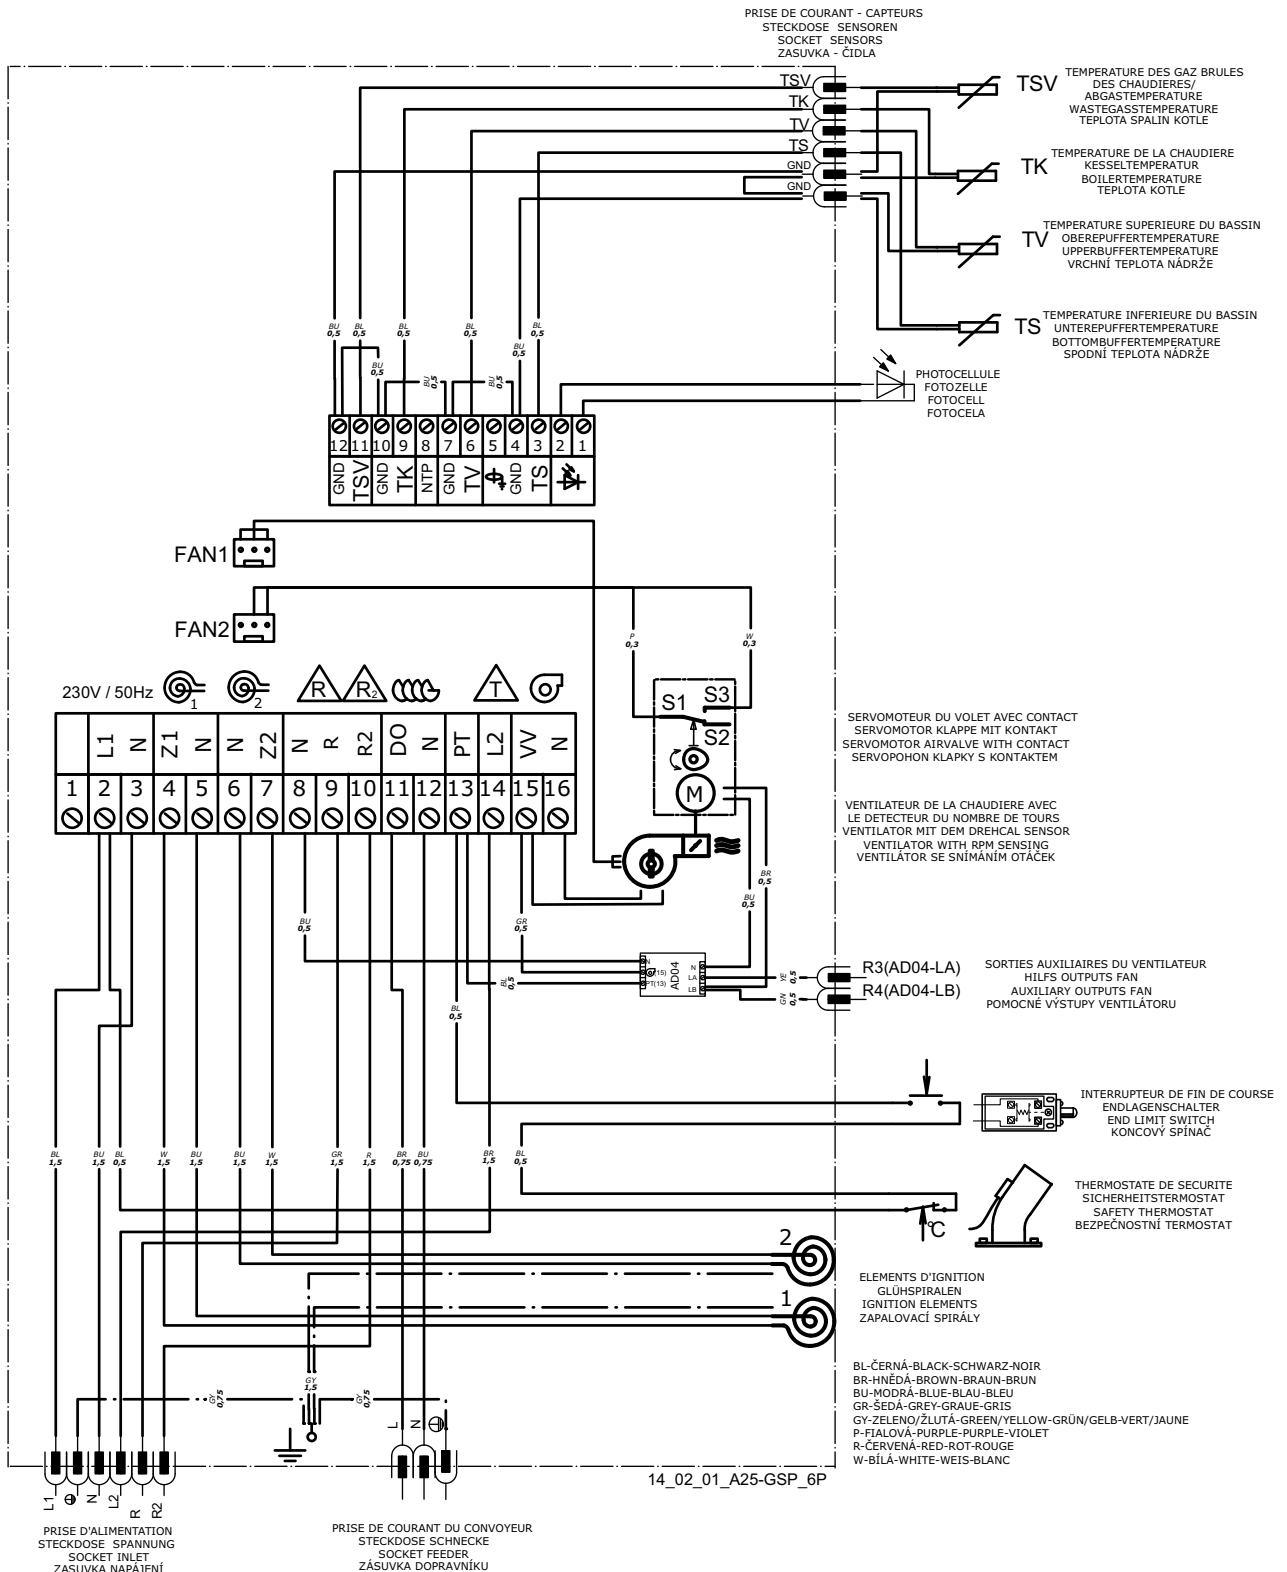 PRISE DE COURANT - CAPTEURS
STECKDOSE SENSOREN
SOCKET SENSORS
ZASUVKA - ČIDLA
TSV
TK
TV
TS
GND
GND
TSV
TEMPERATURE DES GAZ BRULES
DES CHAUDIERES/
ABGASTEMPERATURE
WASTEGASSTEMPERATURE
TEPLOTA SPALIN KOTLE
TK
TEMPERATURE DE LA CHAUDIERE
KESSELTEMPERATUR
BOILERTEMPERATURE
TEPLOTA KOTLE
TV
TEMPERATURE SUPERIEURE DU BASSIN
OBEREPUFFERTEMPERATURE
UPPERBUFFERTEMPERATURE
VRCHNÍ TEPLOTA NÁDRŽE
TS
TEMPERATURE INFERIEURE DU BASSIN
UNTEREPUFFERTEMPERATURE
BOTTOMBUFFERTEMPERATURE
SPODNÍ TEPLOTA NÁDRŽE
BU 0,5
BL 0,5
BL 0,5
BL 0,5
BL 0,5
BU 0,5
BU 0,5
BU 0,5
BU 0,5
PHOTOCELLULE
FOTOZELLE
FOTOCELL
FOTOCELA
12 11 10 9 8 7 6 5 4 3 2 1
GND TSV GND TK NTP GND TV GND TS
FAN1
FAN2
P 0,3
W 0,3
230V / 50Hz
1
2
R
R2
T
S1
S3
S2
M
L1 N Z1 N N Z2 N R R2 DO N PT L2 VV N
1 2 3 4 5 6 7 8 9 10 11 12 13 14 15 16
SERVOMOTEUR DU VOLET AVEC CONTACT
SERVOMOTOR KLAPPE MIT KONTAKT
SERVOMOTOR AIRVALVE WITH CONTACT
SERVOPOHON KLAPKY S KONTAKTEM
VENTILATEUR DE LA CHAUDIERE AVEC
LE DETECTEUR DU NOMBRE DE TOURS
VENTILATOR MIT DEM DREHCAL SENSOR
VENTILATOR WITH RPM SENSING
VENTILÁTOR SE SNÍMÁNÍM OTÁČEK
BR 0,5
BU 0,5
BU 0,5
GR 0,5
BL 0,5
BL 0,5
N
(15)
PT(13)
AD04
N
LA
LB
YE 0,5
GN 0,5
R3(AD04-LA)
R4(AD04-LB)
SORTIES AUXILIAIRES DU VENTILATEUR
HILFS OUTPUTS FAN
AUXILIARY OUTPUTS FAN
POMOCNÉ VÝSTUPY VENTILÁTORU
INTERRUPTEUR DE FIN DE COURSE
ENDLAGENSCHALTER
END LIMIT SWITCH
KONCOVÝ SPÍNAČ
BL 1,5
BU 1,5
BL 0,5
W 1,5
BU 1,5
BU 1,5
W 1,5
GR 1,5
R 1,5
BR 0,75
BU 0,75
BR 1,5
BL 0,5
°C
THERMOSTATE DE SECURITE
SICHERHEITSTERMOSTAT
SAFETY THERMOSTAT
BEZPEČNOSTNÍ TERMOSTAT
2
1
ELEMENTS D'IGNITION
GLÜHSPIRALEN
IGNITION ELEMENTS
ZAPALOVACÍ SPIRÁLY
GY 0,75
GY 1,5
GY 0,75
BL-ČERNÁ-BLACK-SCHWARZ-NOIR
BR-HNĚDÁ-BROWN-BRAUN-BRUN
BU-MODRÁ-BLUE-BLAU-BLEU
GR-ŠEDÁ-GREY-GRAUE-GRIS
GY-ZELENO/ŽLUTÁ-GREEN/YELLOW-GRÜN/GELB-VERT/JAUNE
P-FIALOVÁ-PURPLE-PURPLE-VIOLET
R-ČERVENÁ-RED-ROT-ROUGE
W-BÍLÁ-WHITE-WEIS-BLANC
L N
14_02_01_A25-GSP_6P
L1 N L2 R R2
PRISE D'ALIMENTATION
STECKDOSE SPANNUNG
SOCKET INLET
ZASUVKA NAPÁJENÍ
PRISE DE COURANT DU CONVOYEUR
STECKDOSE SCHNECKE
SOCKET FEEDER
ZÁSUVKA DOPRAVNÍKU